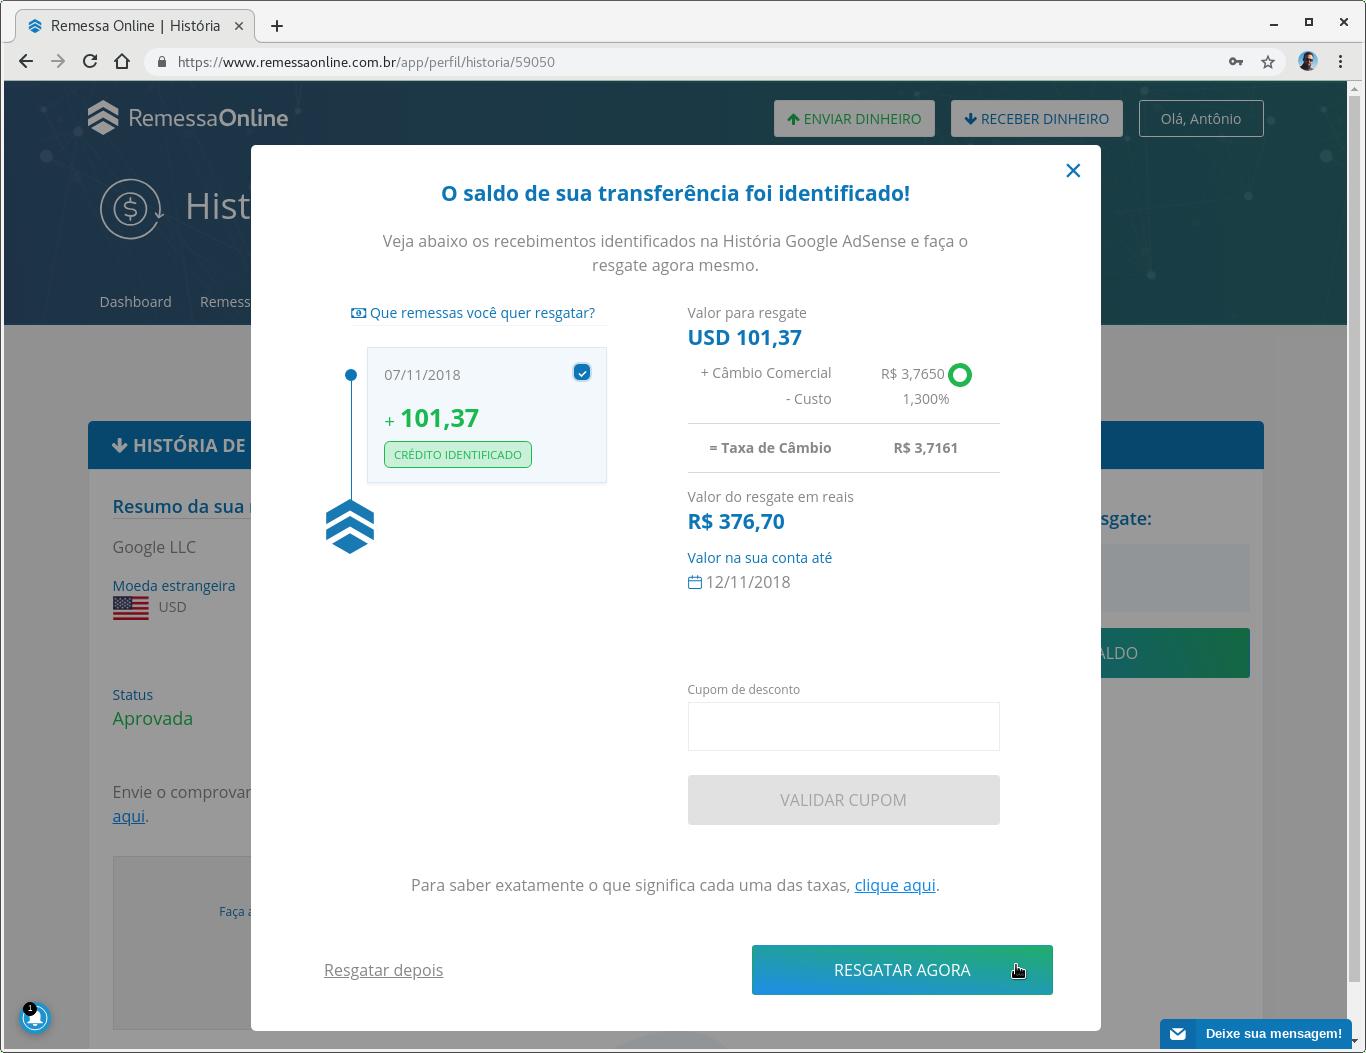 Remessa Online | História
https://www.remessaonline.com.br/app/perfil/historia/59050
RemessaOnline
ENVIAR DINHEIRO
RECEBER DINHEIRO
Olá, Antônio
Hist
Dashboard
Remess
O saldo de sua transferência foi identificado!
Veja abaixo os recebimentos identificados na História Google AdSense e faça o
resgate agora mesmo.
Que remessas você quer resgatar?
07/11/2018
+ 101,37
CRÉDITO IDENTIFICADO
Valor para resgate
USD 101,37
+ Câmbio Comercial R$ 3,7650
- Custo 1,300%
= Taxa de Câmbio R$ 3,7161
Valor do resgate em reais
R$ 376,70
Valor na sua conta até
12/11/2018
Cupom de desconto
VALIDAR CUPOM
Para saber exatamente o que significa cada uma das taxas, clique aqui.
Resgatar depois
RESGATAR AGORA
HISTÓRIA DE
Resumo da sua
Google LLC
Moeda estrangeira
USD
Status
Aprovada
Envie o comprovar
aqui.
Faça a
sgate:
ALDO
1
Deixe sua mensagem!